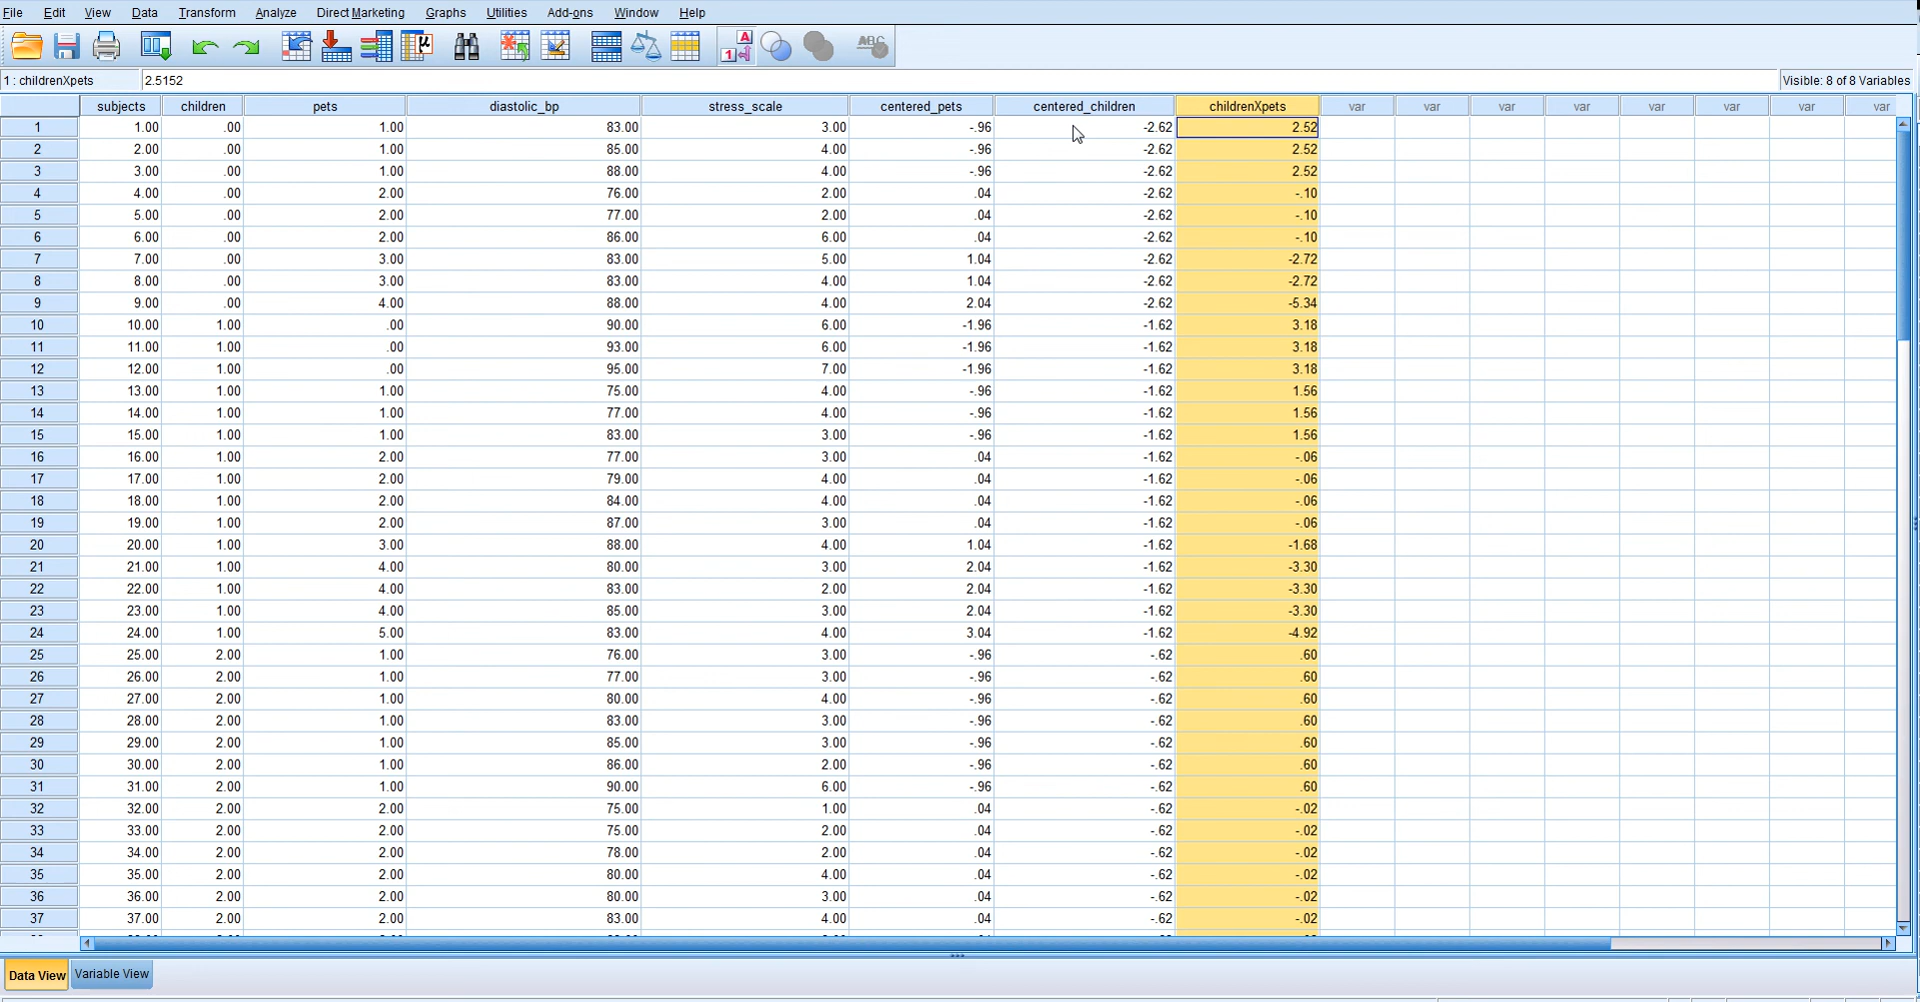 File Edit View Data Transform Analyze Direct Marketing Graphs Utilities Add-ons Window Help
1 : childrenXpets 2.5152 Visible: 8 of 8 Variables
subjects children pets diastolic_bp stress_scale centered_pets centered_children childrenXpets var var var var var var var var
1 1.00 .00 1.00 83.00 3.00 -.96 -2.62 2.52
2 2.00 .00 1.00 85.00 4.00 -.96 -2.62 2.52
3 3.00 .00 1.00 88.00 4.00 -.96 -2.62 2.52
4 4.00 .00 2.00 76.00 2.00 .04 -2.62 -.10
5 5.00 .00 2.00 77.00 2.00 .04 -2.62 -.10
6 6.00 .00 2.00 86.00 6.00 .04 -2.62 -.10
7 7.00 .00 3.00 83.00 5.00 1.04 -2.62 -2.72
8 8.00 .00 3.00 83.00 4.00 1.04 -2.62 -2.72
9 9.00 .00 4.00 88.00 4.00 2.04 -2.62 -5.34
10 10.00 1.00 .00 90.00 6.00 -1.96 -1.62 3.18
11 11.00 1.00 .00 93.00 6.00 -1.96 -1.62 3.18
12 12.00 1.00 .00 95.00 7.00 -1.96 -1.62 3.18
13 13.00 1.00 1.00 75.00 4.00 -.96 -1.62 1.56
14 14.00 1.00 1.00 77.00 4.00 -.96 -1.62 1.56
15 15.00 1.00 1.00 83.00 3.00 -.96 -1.62 1.56
16 16.00 1.00 2.00 77.00 3.00 .04 -1.62 -.06
17 17.00 1.00 2.00 79.00 4.00 .04 -1.62 -.06
18 18.00 1.00 2.00 84.00 4.00 .04 -1.62 -.06
19 19.00 1.00 2.00 87.00 3.00 .04 -1.62 -.06
20 20.00 1.00 3.00 88.00 4.00 1.04 -1.62 -1.68
21 21.00 1.00 4.00 80.00 3.00 2.04 -1.62 -3.30
22 22.00 1.00 4.00 83.00 2.00 2.04 -1.62 -3.30
23 23.00 1.00 4.00 85.00 3.00 2.04 -1.62 -3.30
24 24.00 1.00 5.00 83.00 4.00 3.04 -1.62 -4.92
25 25.00 2.00 1.00 76.00 3.00 -.96 -.62 .60
26 26.00 2.00 1.00 77.00 3.00 -.96 -.62 .60
27 27.00 2.00 1.00 80.00 4.00 -.96 -.62 .60
28 28.00 2.00 1.00 83.00 3.00 -.96 -.62 .60
29 29.00 2.00 1.00 85.00 3.00 -.96 -.62 .60
30 30.00 2.00 1.00 86.00 2.00 -.96 -.62 .60
31 31.00 2.00 1.00 90.00 6.00 -.96 -.62 .60
32 32.00 2.00 2.00 75.00 1.00 .04 -.62 -.02
33 33.00 2.00 2.00 75.00 2.00 .04 -.62 -.02
34 34.00 2.00 2.00 78.00 2.00 .04 -.62 -.02
35 35.00 2.00 2.00 80.00 4.00 .04 -.62 -.02
36 36.00 2.00 2.00 80.00 3.00 .04 -.62 -.02
37 37.00 2.00 2.00 83.00 4.00 .04 -.62 -.02
Data View Variable View